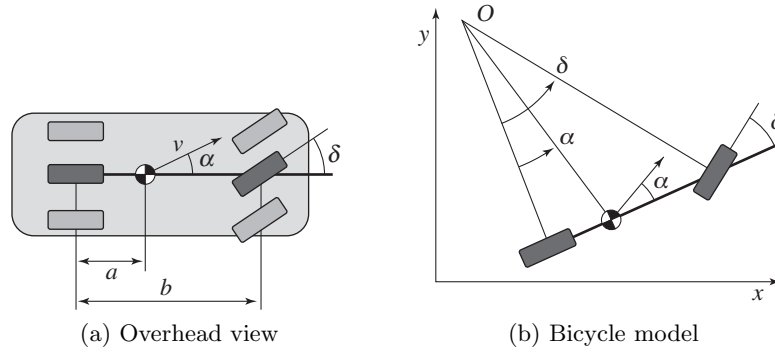 v
α
δ
a
b
(a) Overhead view
y
O
δ
α
α
δ
x
(b) Bicycle model